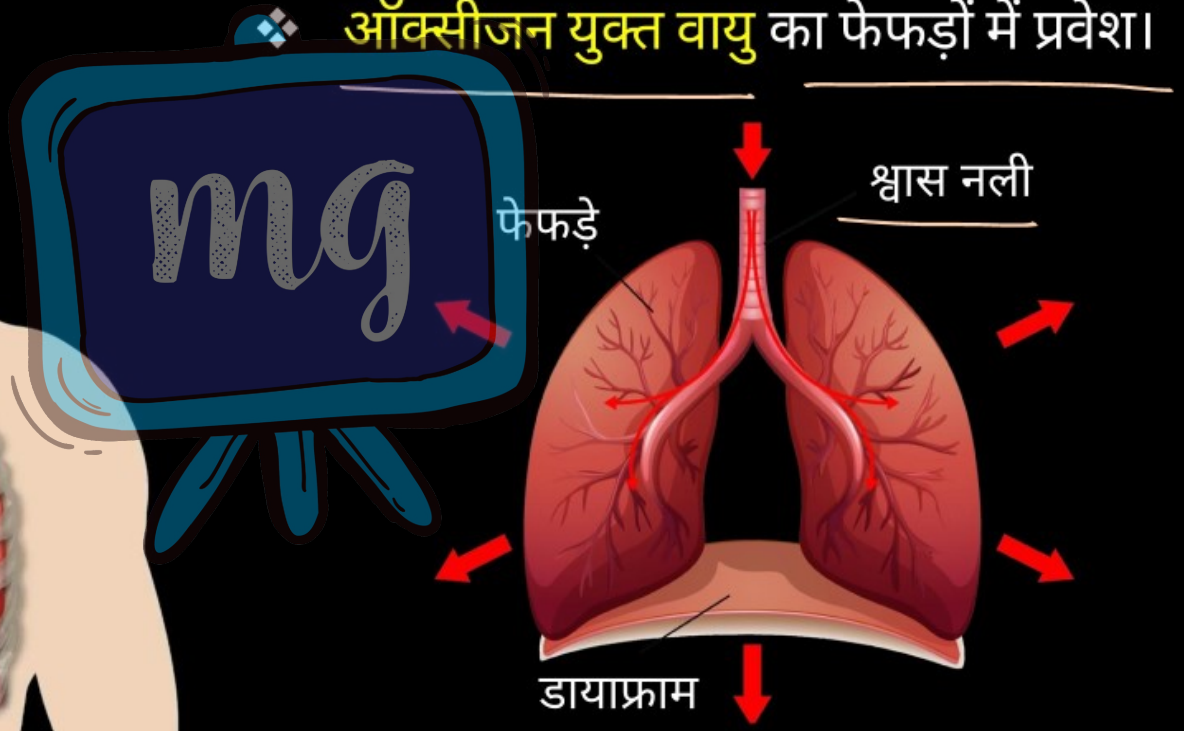 ऑक्सीजन युक्त वायु का फेफड़ों में प्रवेश।
mg
श्वास नली
फेफड़े
डायाफ्राम